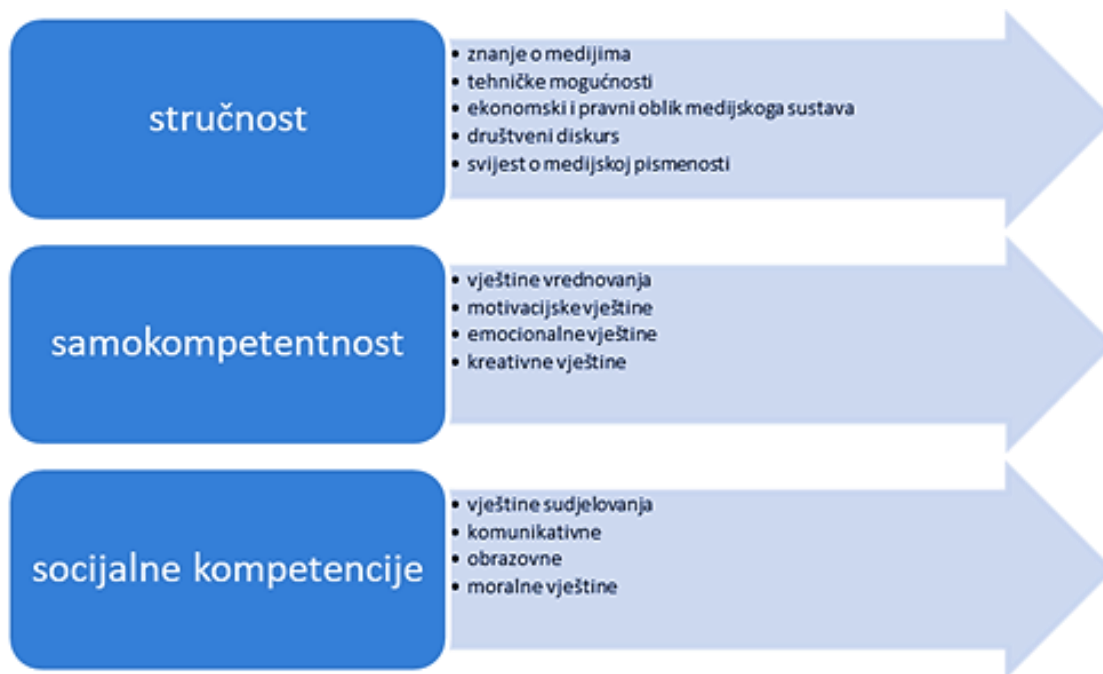 stručnost
• znanje o medijima
• tehničke mogućnosti
• ekonomski i pravni oblik medijskoga sustava
• društveni diskurs
• svijest o medijskoj pismenosti
samokompetentnost
• vještine vrednovanja
• motivacijske vještine
• emocionalne vještine
• kreativne vještine
socijalne kompetencije
• vještine sudjelovanja
• komunikativne
• obrazovne
• moralne vještine